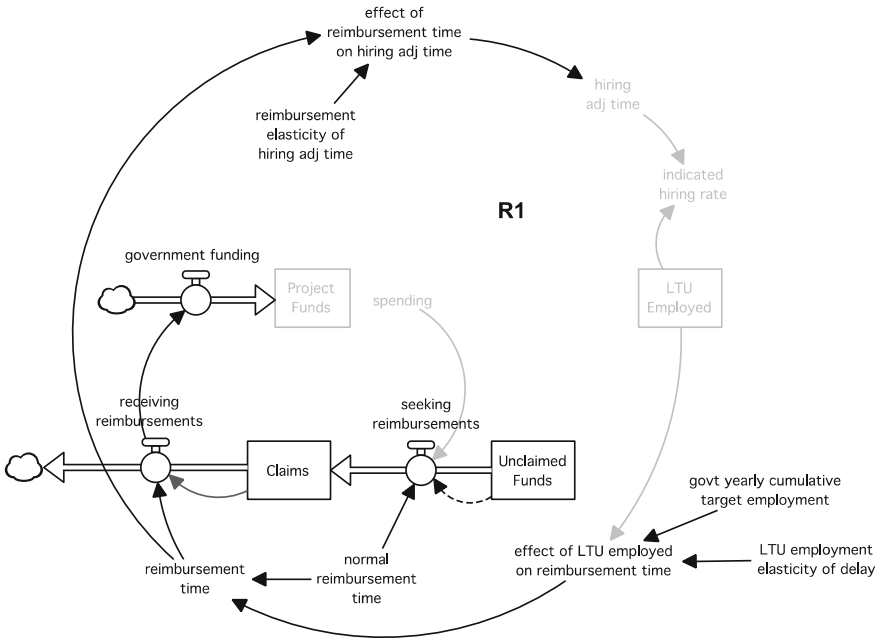 effect of
reimbursement time
on hiring adj time
hiring
adj time
reimbursement
elasticity of
hiring adj time
indicated
hiring rate
R1
government funding
Project
Funds
spending
LTU
Employed
receiving
reimbursements
seeking
reimbursements
Claims
Unclaimed
Funds
govt yearly cumulative
target employment
effect of LTU employed
on reimbursement time
LTU employment
elasticity of delay
reimbursement
time
normal
reimbursement
time